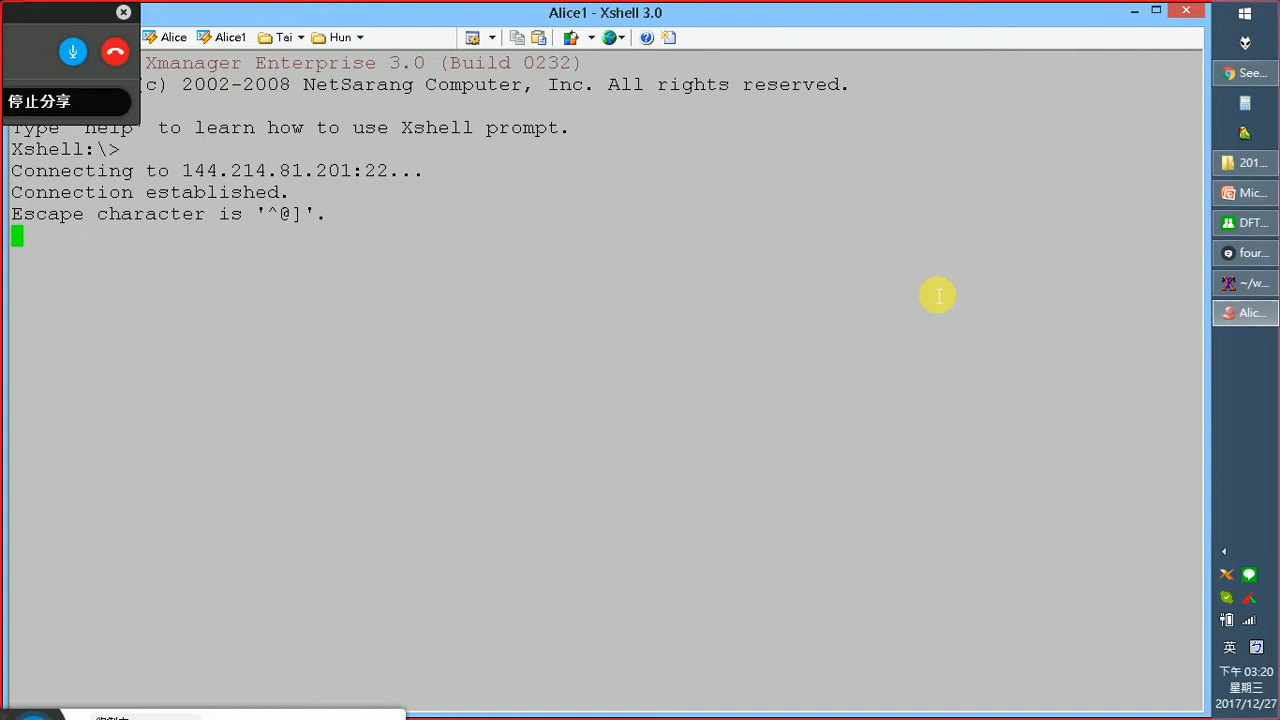 Alice1 - Xshell 3.0
Alice
Alice1
Tai
Hun
Xmanager Enterprise 3.0 (Build 0232)
(c) 2002-2008 NetSarang Computer, Inc. All rights reserved.
停止分享
Type `help' to learn how to use Xshell prompt.
Xshell:\>
Connecting to 144.214.81.201:22...
Connection established.
Escape character is '^@]'.
See...
201...
Mic...
DFT...
four...
~/w...
Alic...
英
下午 03:20
星期三
2017/12/27